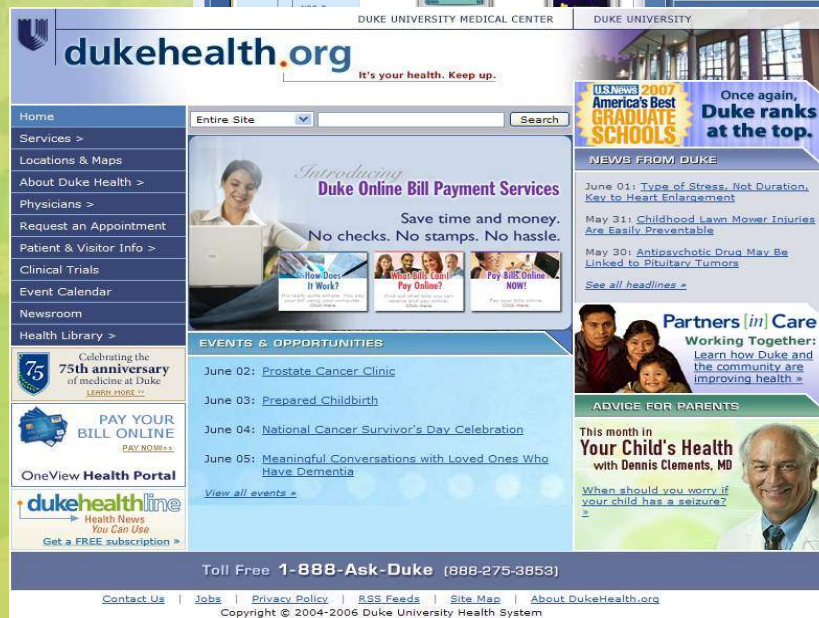 DUKE UNIVERSITY MEDICAL CENTER
DUKE UNIVERSITY
dukehealth.org
It's your health. Keep up.
Home
Services >
Locations & Maps
About Duke Health >
Physicians >
Request an Appointment
Patient & Visitor Info >
Clinical Trials
Event Calendar
Newsroom
Health Library >
75
Celebrating the
75th anniversary
of medicine at Duke
LEARN MORE >>
PAY YOUR
BILL ONLINE
PAY NOW>>
OneView Health Portal
dukehealthline
Health News
You Can Use
Get a FREE subscription »
Entire Site
Search
Introducing
Duke Online Bill Payment Services
Save time and money.
No checks. No stamps. No hassle.
How Does
It Work?
Click Here
What Bills Can I
Pay Online?
Click Here
Pay Bills Online
NOW!
Click Here
EVENTS & OPPORTUNITIES
June 02: Prostate Cancer Clinic
June 03: Prepared Childbirth
June 04: National Cancer Survivor's Day Celebration
June 05: Meaningful Conversations with Loved Ones Who
Have Dementia
View all events »
U.S.News 2007
America's Best
GRADUATE
SCHOOLS
Once again,
Duke ranks
at the top.
NEWS FROM DUKE
June 01: Type of Stress, Not Duration,
Key to Heart Enlargement
May 31: Childhood Lawn Mower Injuries
Are Easily Preventable
May 30: Antipsychotic Drug May Be
Linked to Pituitary Tumors
See all headlines »
Partners [in] Care
Working Together:
Learn how Duke and
the community are
improving health »
ADVICE FOR PARENTS
This month in
Your Child's Health
with Dennis Clements, MD
When should you worry if
your child has a seizure?
»
Toll Free 1-888-Ask-Duke (888-275-3853)
Contact Us | Jobs | Privacy Policy | RSS Feeds | Site Map | About DukeHealth.org
Copyright © 2004-2006 Duke University Health System